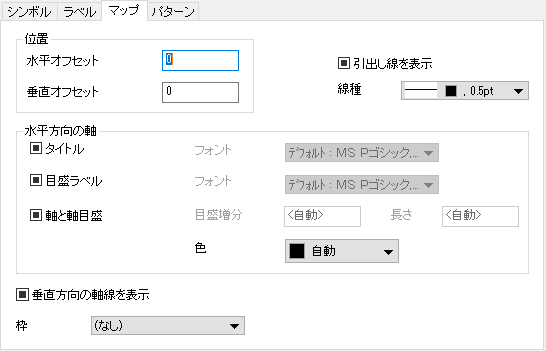 シンボル ラベル マップ パターン
位置
水平オフセット 0
垂直オフセット 0
引出し線を表示
線種 , 0.5pt
水平方向の軸
タイトル フォント デフォルト: MS Pゴシック,...
目盛ラベル フォント デフォルト: MS Pゴシック,...
軸と軸目盛 目盛増分 <自動> 長さ <自動>
色 自動
垂直方向の軸線を表示
枠 (なし)